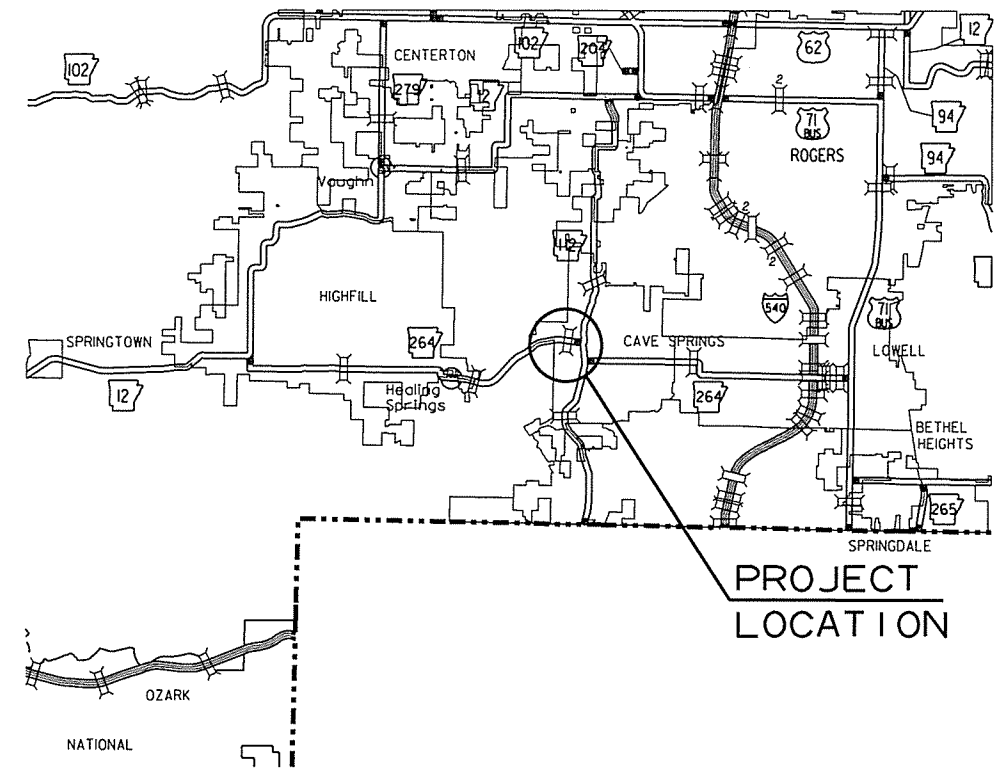 12
102
62
CENTERTON
102
202
279
12
2
71
BUS
94
ROGERS
94
Vaughn
2
112
2
HIGHFILL
540
71
BUS
SPRINGTOWN
264
CAVE SPRINGS
LOWELL
12
Healing
Springs
264
BETHEL
HEIGHTS
265
SPRINGDALE
PROJECT
LOCATION
OZARK
NATIONAL